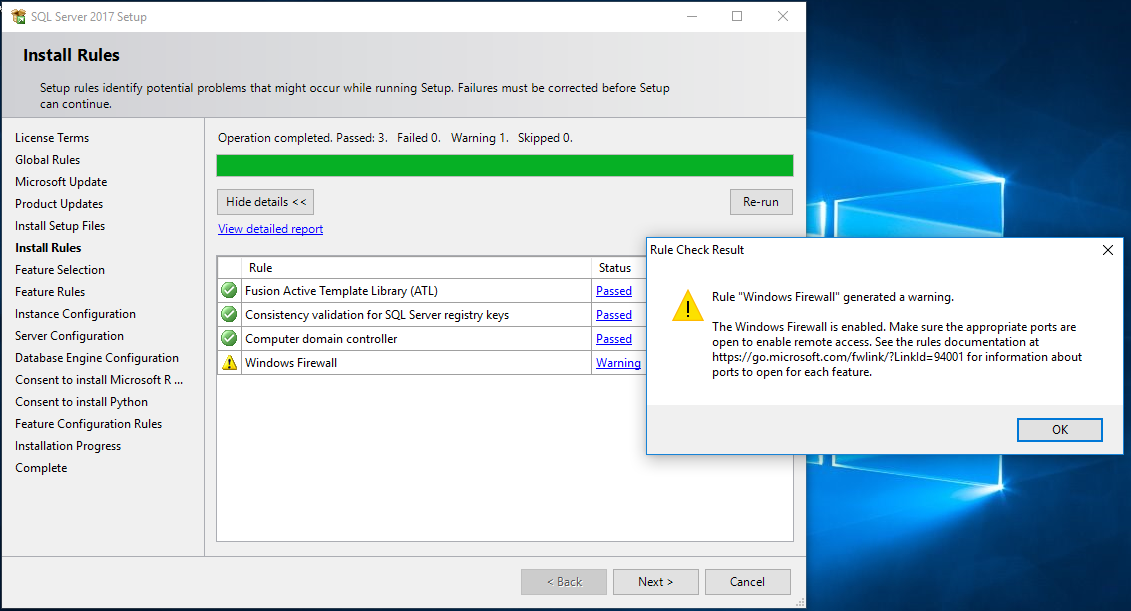 SQL Server 2017 Setup
Install Rules
Setup rules identify potential problems that might occur while running Setup. Failures must be corrected before Setup
can continue.
License Terms
Global Rules
Microsoft Update
Product Updates
Install Setup Files
Install Rules
Feature Selection
Feature Rules
Instance Configuration
Server Configuration
Database Engine Configuration
Consent to install Microsoft R ...
Consent to install Python
Feature Configuration Rules
Installation Progress
Complete
Operation completed. Passed: 3. Failed 0. Warning 1. Skipped 0.
Hide details <<
Re-run
View detailed report
Rule Status
Fusion Active Template Library (ATL) Passed
Consistency validation for SQL Server registry keys Passed
Computer domain controller Passed
Windows Firewall Warning
Rule Check Result
Rule "Windows Firewall" generated a warning.
The Windows Firewall is enabled. Make sure the appropriate ports are
open to enable remote access. See the rules documentation at
https://go.microsoft.com/fwlink/?LinkId=94001 for information about
ports to open for each feature.
OK
< Back
Next >
Cancel